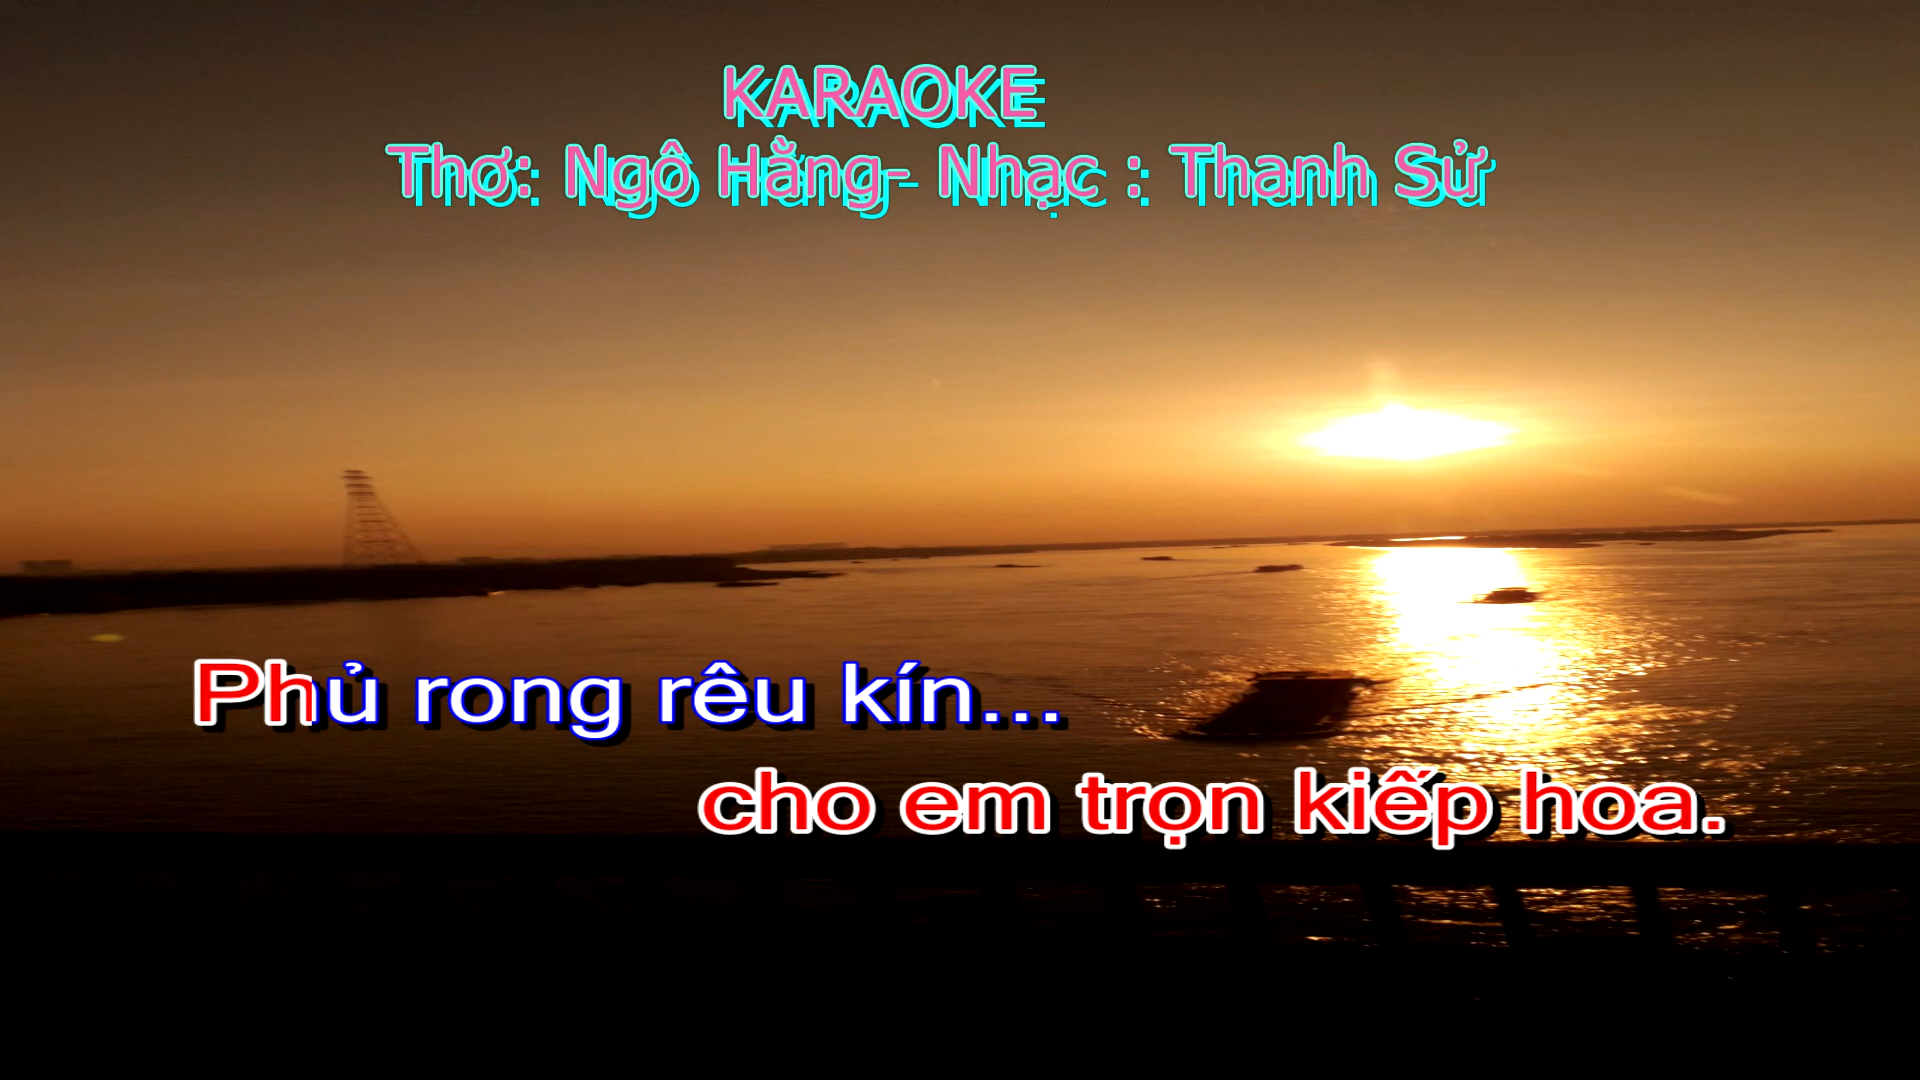 KARAOKE
Thơ: Ngô Hằng- Nhạc : Thanh Sử
Phủ rong rêu kín...
cho em trọn kiếp hoa.